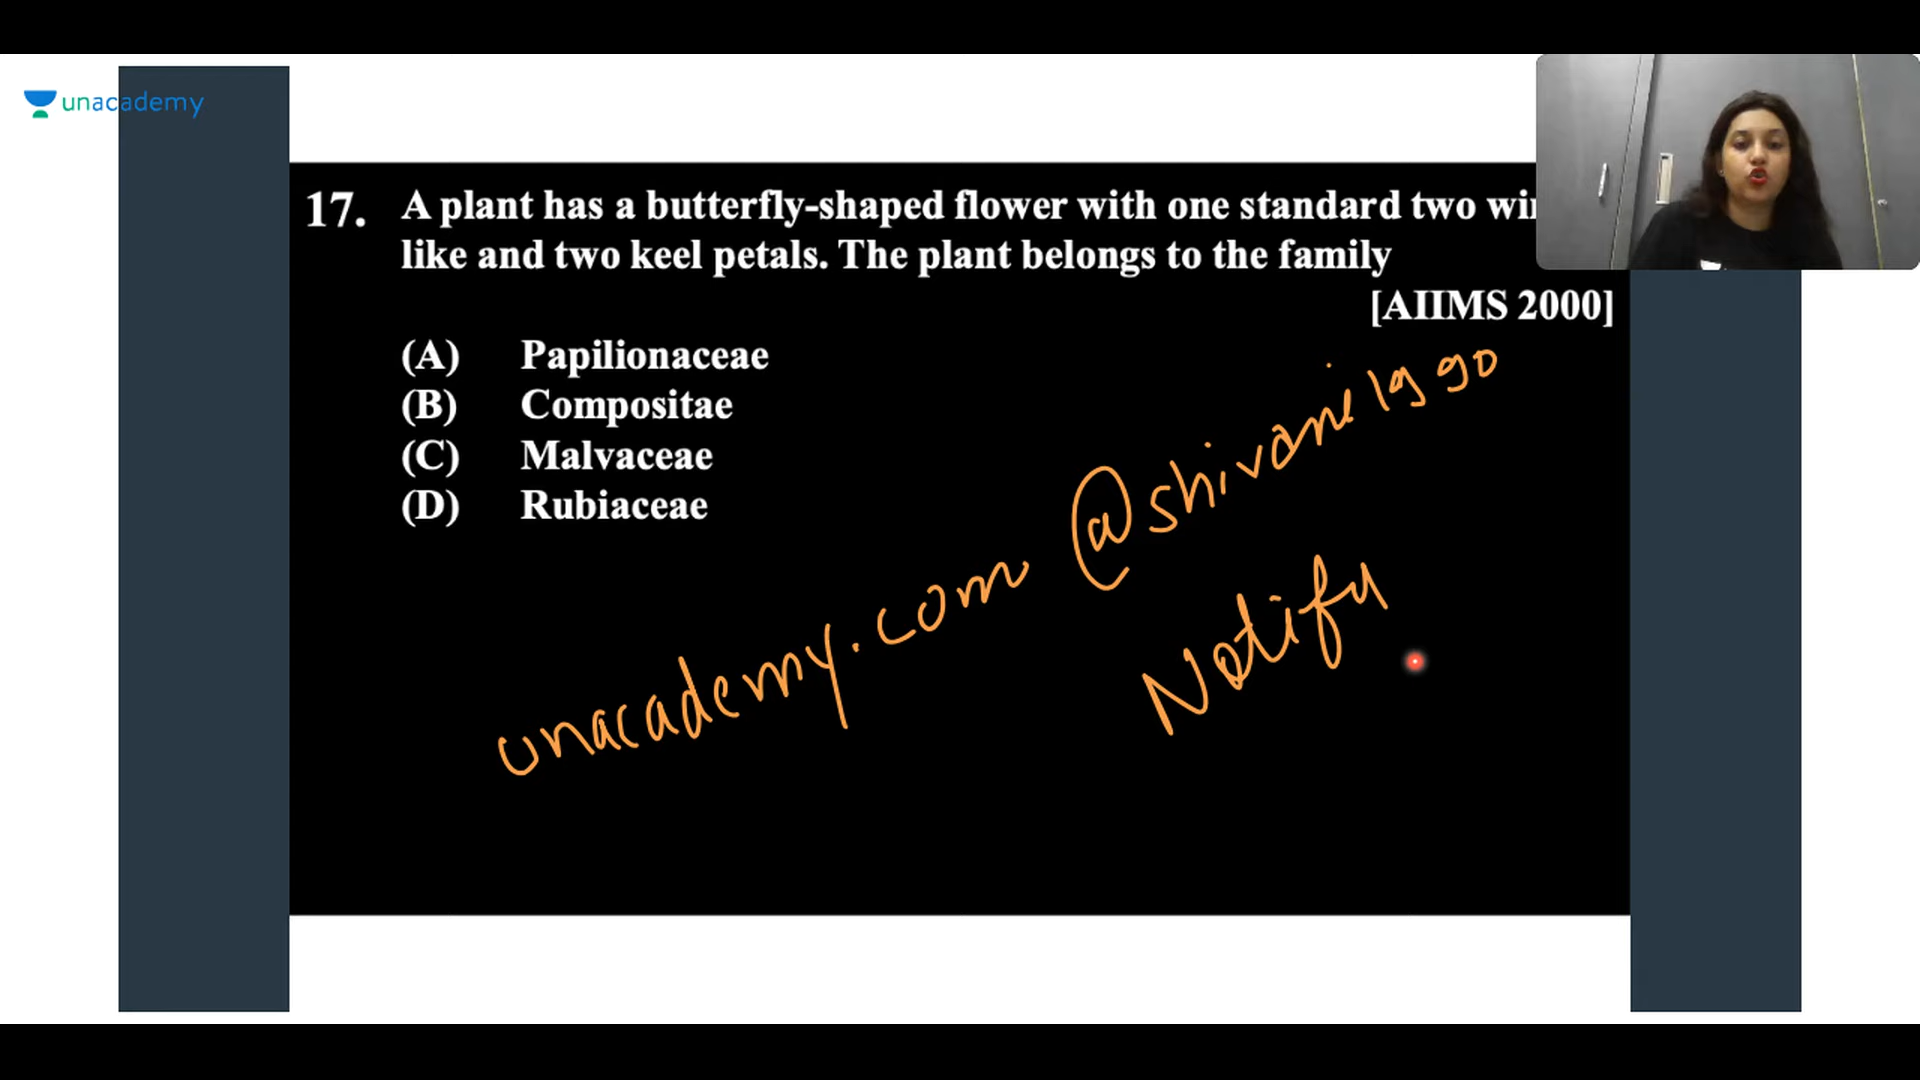 unacademy
17. A plant has a butterfly-shaped flower with one standard two
like and two keel petals. The plant belongs to the family
[AIIMS 2000]
(A) Papilionaceae
(B) Compositae
(C) Malvaceae
(D) Rubiaceae
unacademy.com @shivani1990
Notify